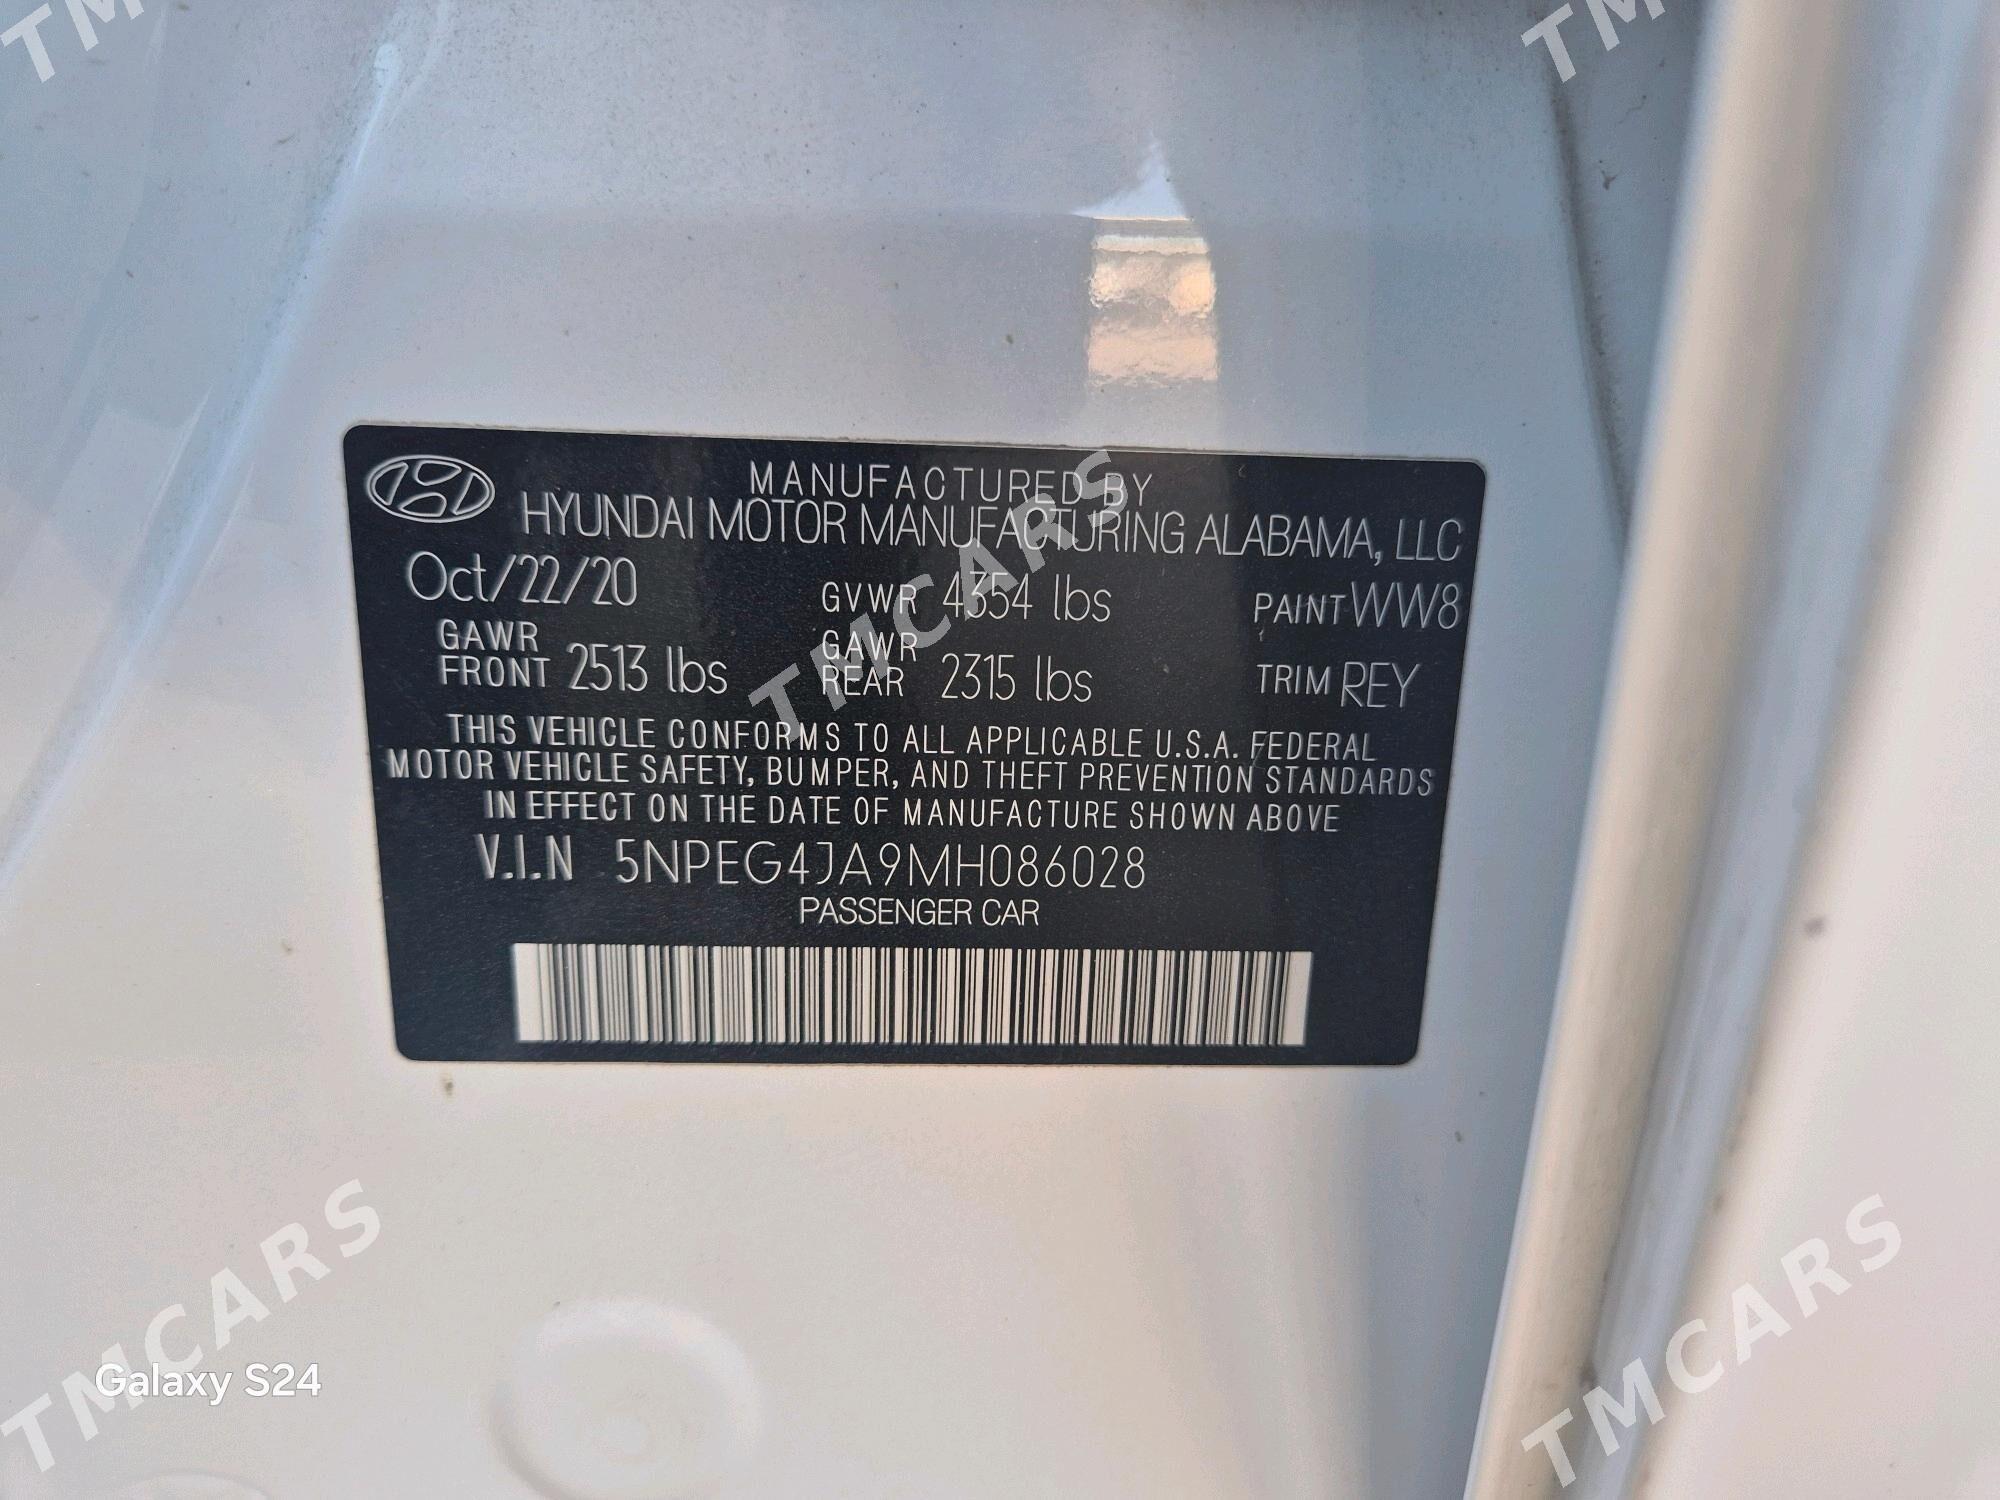 MANUFACTURED BY
HYUNDAI MOTOR MANUFACTURING ALABAMA, LLC
Oct/22/20 GVWR 4354 lbs PAINT WW8
GAWR FRONT 2513 lbs GAWR REAR 2315 lbs TRIM REY
THIS VEHICLE CONFORMS TO ALL APPLICABLE U.S.A. FEDERAL
MOTOR VEHICLE SAFETY, BUMPER, AND THEFT PREVENTION STANDARDS
IN EFFECT ON THE DATE OF MANUFACTURE SHOWN ABOVE
V.I.N 5NPEG4JA9MH086028
PASSENGER CAR
TMCARS
TMCARS
TMCARS
Galaxy S24